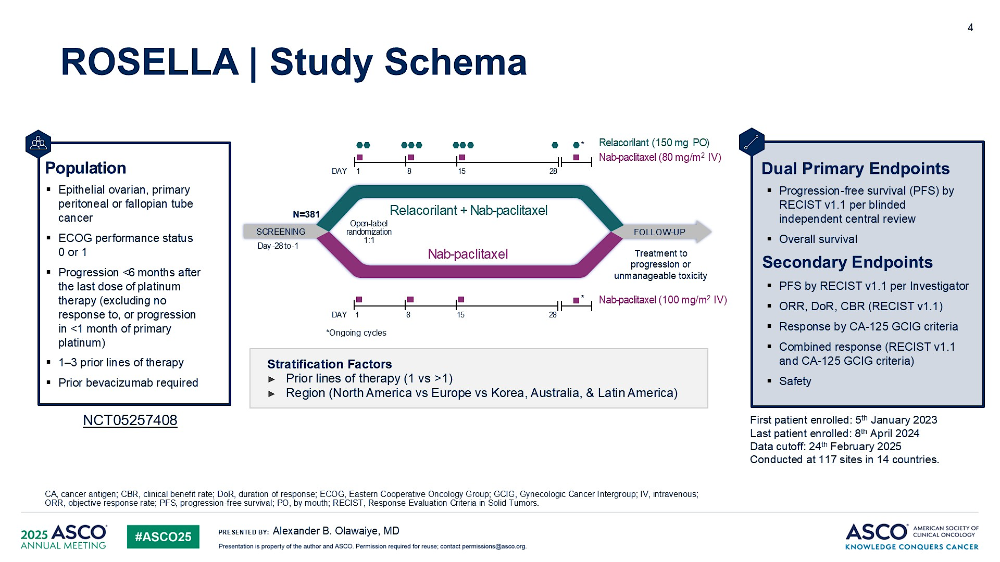 4
ROSELLA | Study Schema
Population
▪ Epithelial ovarian, primary
peritoneal or fallopian tube
cancer
▪ ECOG performance status
0 or 1
▪ Progression <6 months after
the last dose of platinum
therapy (excluding no
response to, or progression
in <1 month of primary
platinum)
▪ 1–3 prior lines of therapy
▪ Prior bevacizumab required
NCT05257408
* Relacorilant (150 mg PO)
Nab-paclitaxel (80 mg/m2 IV)
DAY 1 8 15 28
N=381
Relacorilant + Nab-paclitaxel
SCREENING
Day -28 to -1
Open-label
randomization
1:1
Nab-paclitaxel
FOLLOW-UP
Treatment to
progression or
unmanageable toxicity
* Nab-paclitaxel (100 mg/m2 IV)
DAY 1 8 15 28
*Ongoing cycles
Stratification Factors
► Prior lines of therapy (1 vs >1)
► Region (North America vs Europe vs Korea, Australia, & Latin America)
Dual Primary Endpoints
▪ Progression-free survival (PFS) by
RECIST v1.1 per blinded
independent central review
▪ Overall survival
Secondary Endpoints
▪ PFS by RECIST v1.1 per Investigator
▪ ORR, DoR, CBR (RECIST v1.1)
▪ Response by CA-125 GCIG criteria
▪ Combined response (RECIST v1.1
and CA-125 GCIG criteria)
▪ Safety
First patient enrolled: 5th January 2023
Last patient enrolled: 8th April 2024
Data cutoff: 24th February 2025
Conducted at 117 sites in 14 countries.
CA, cancer antigen; CBR, clinical benefit rate; DoR, duration of response; ECOG, Eastern Cooperative Oncology Group; GCIG, Gynecologic Cancer Intergroup; IV, intravenous;
ORR, objective response rate; PFS, progression-free survival; PO, by mouth; RECIST, Response Evaluation Criteria in Solid Tumors.
2025 ASCO®
ANNUAL MEETING
#ASCO25
PRESENTED BY: Alexander B. Olawaiye, MD
Presentation is property of the author and ASCO. Permission required for reuse; contact permissions@asco.org.
ASCO® AMERICAN SOCIETY OF
CLINICAL ONCOLOGY
KNOWLEDGE CONQUERS CANCER